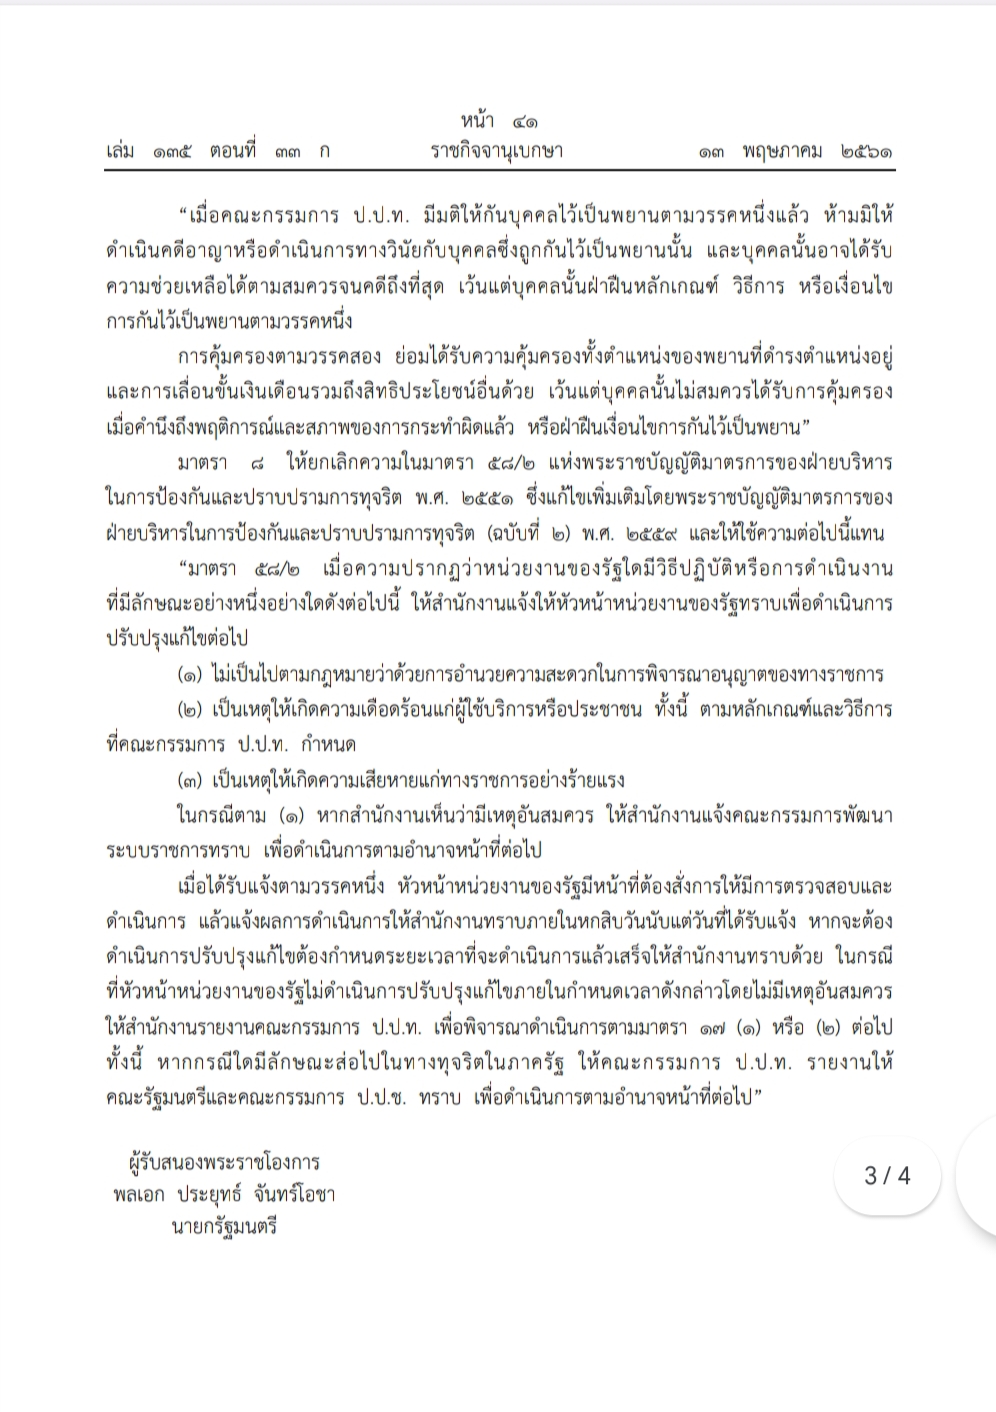 หน้า ๔๑
เล่ม ๑๓๕ ตอนที่ ๓๓ ก ราชกิจจานุเบกษา ๑๓ พฤษภาคม ๒๕๖๑
“เมื่อคณะกรรมการ ป.ป.ท. มีมติให้กันบุคคลไว้เป็นพยานตามวรรคหนึ่งแล้ว ห้ามมิให้
ดำเนินคดีอาญาหรือดำเนินการทางวินัยกับบุคคลซึ่งถูกกันไว้เป็นพยานนั้น และบุคคลนั้นอาจได้รับ
ความช่วยเหลือได้ตามสมควรจนคดีถึงที่สุด เว้นแต่บุคคลนั้นฝ่าฝืนหลักเกณฑ์ วิธีการ หรือเงื่อนไข
การกันไว้เป็นพยานตามวรรคหนึ่ง
การคุ้มครองตามวรรคสอง ย่อมได้รับความคุ้มครองทั้งตำแหน่งของพยานที่ดำรงตำแหน่งอยู่
และการเลื่อนขั้นเงินเดือนรวมถึงสิทธิประโยชน์อื่นด้วย เว้นแต่บุคคลนั้นไม่สมควรได้รับการคุ้มครอง
เมื่อคำนึงถึงพฤติการณ์และสภาพของการกระทำผิดแล้ว หรือฝ่าฝืนเงื่อนไขการกันไว้เป็นพยาน”
มาตรา ๘ ให้ยกเลิกความในมาตรา ๕๘/๒ แห่งพระราชบัญญัติมาตรการของฝ่ายบริหาร
ในการป้องกันและปราบปรามการทุจริต พ.ศ. ๒๕๕๑ ซึ่งแก้ไขเพิ่มเติมโดยพระราชบัญญัติมาตรการของ
ฝ่ายบริหารในการป้องกันและปราบปรามการทุจริต (ฉบับที่ ๒) พ.ศ. ๒๕๕๙ และให้ใช้ความต่อไปนี้แทน
“มาตรา ๕๘/๒ เมื่อความปรากฏว่าหน่วยงานของรัฐใดมีวิธีปฏิบัติหรือการดำเนินงาน
ที่มีลักษณะอย่างหนึ่งอย่างใดดังต่อไปนี้ ให้สำนักงานแจ้งให้หัวหน้าหน่วยงานของรัฐทราบเพื่อดำเนินการ
ปรับปรุงแก้ไขต่อไป
(๑) ไม่เป็นไปตามกฎหมายว่าด้วยการอำนวยความสะดวกในการพิจารณาอนุญาตของทางราชการ
(๒) เป็นเหตุให้เกิดความเดือดร้อนแก่ผู้ใช้บริการหรือประชาชน ทั้งนี้ ตามหลักเกณฑ์และวิธีการ
ที่คณะกรรมการ ป.ป.ท. กำหนด
(๓) เป็นเหตุให้เกิดความเสียหายแก่ทางราชการอย่างร้ายแรง
ในกรณีตาม (๑) หากสำนักงานเห็นว่ามีเหตุอันสมควร ให้สำนักงานแจ้งคณะกรรมการพัฒนา
ระบบราชการทราบ เพื่อดำเนินการตามอำนาจหน้าที่ต่อไป
เมื่อได้รับแจ้งตามวรรคหนึ่ง หัวหน้าหน่วยงานของรัฐมีหน้าที่ต้องสั่งการให้มีการตรวจสอบและ
ดำเนินการ แล้วแจ้งผลการดำเนินการให้สำนักงานทราบภายในหกสิบวันนับแต่วันที่ได้รับแจ้ง หากจะต้อง
ดำเนินการปรับปรุงแก้ไขต้องกำหนดระยะเวลาที่จะดำเนินการแล้วเสร็จให้สำนักงานทราบด้วย ในกรณี
ที่หัวหน้าหน่วยงานของรัฐไม่ดำเนินการปรับปรุงแก้ไขภายในกำหนดเวลาดังกล่าวโดยไม่มีเหตุอันสมควร
ให้สำนักงานรายงานคณะกรรมการ ป.ป.ท. เพื่อพิจารณาดำเนินการตามมาตรา ๑๗ (๑) หรือ (๒) ต่อไป
ทั้งนี้ หากกรณีใดมีลักษณะส่อไปในทางทุจริตในภาครัฐ ให้คณะกรรมการ ป.ป.ท. รายงานให้
คณะรัฐมนตรีและคณะกรรมการ ป.ป.ช. ทราบ เพื่อดำเนินการตามอำนาจหน้าที่ต่อไป”
ผู้รับสนองพระราชโองการ
พลเอก ประยุทธ์ จันทร์โอชา
นายกรัฐมนตรี
3 / 4